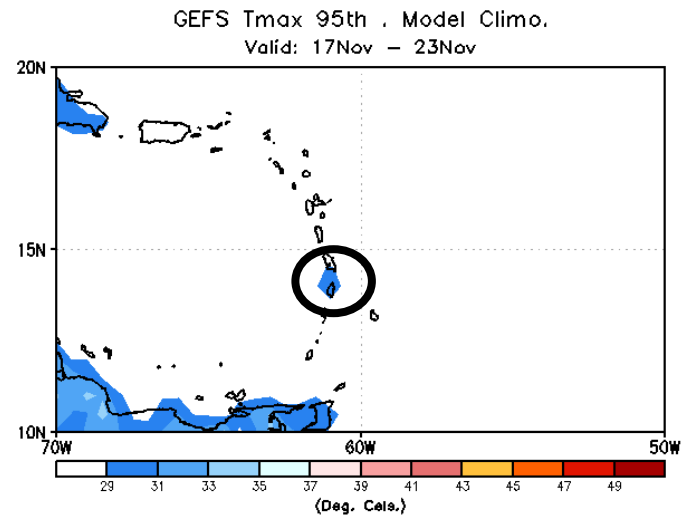 GEFS Tmax 95th . Model Climo.
Valid: 17Nov – 23Nov
20N
15N
10N
70W 60W 50W
29 31 33 35 37 39 41 43 45 47 49
(Deg. Cels.)